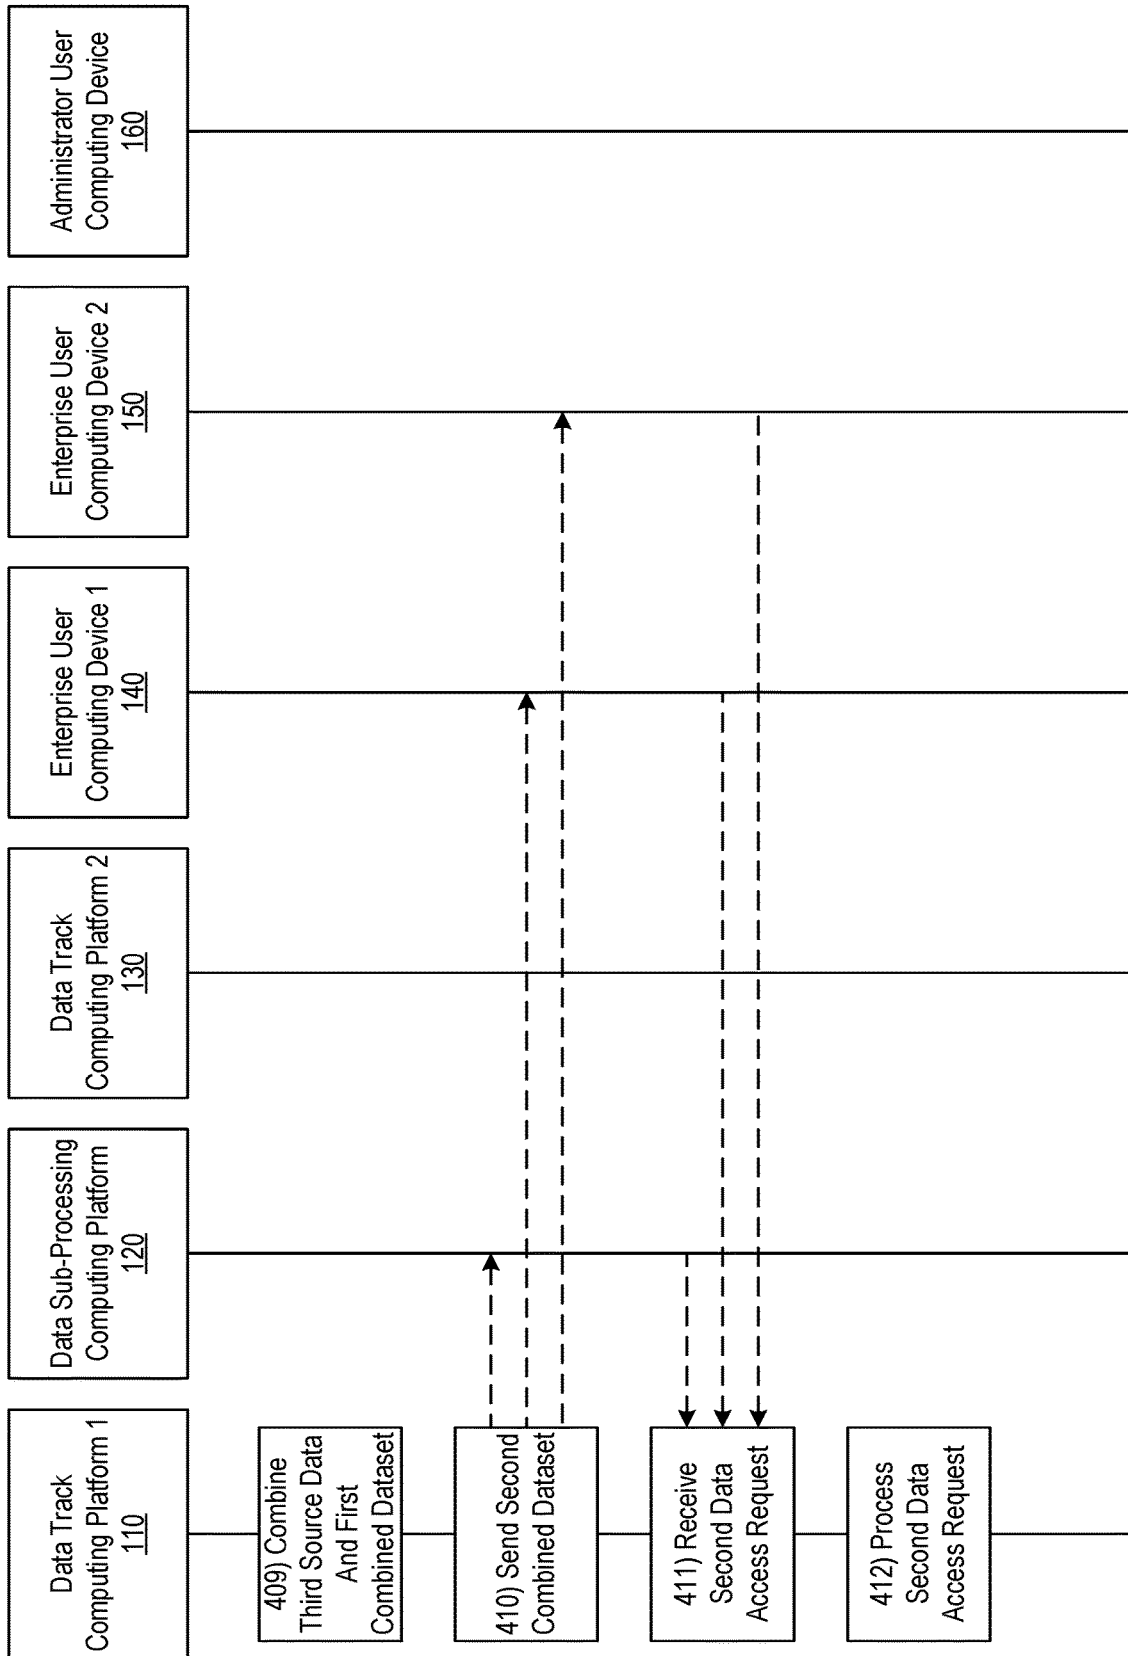 Data Track
Computing Platform 1
110
Data Sub-Processing
Computing Platform
120
Data Track
Computing Platform 2
130
Enterprise User
Computing Device 1
140
Enterprise User
Computing Device 2
150
Administrator User
Computing Device
160
409) Combine
Third Source Data
And First
Combined Dataset
410) Send Second
Combined Dataset
411) Receive
Second Data
Access Request
412) Process
Second Data
Access Request